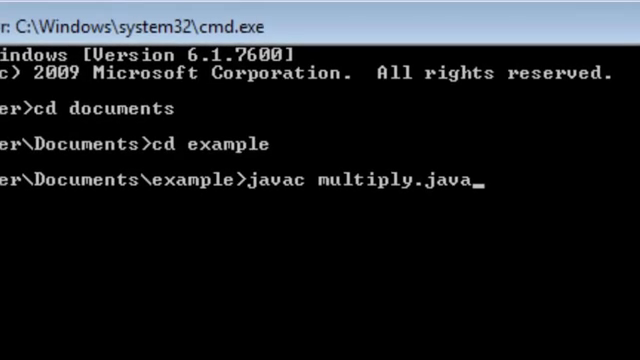 r: C:\Windows\system32\cmd.exe
indows [Version 6.1.7600]
c) 2009 Microsoft Corporation.  All rights reserved.
er>cd documents
er\Documents>cd example
er\Documents\example>javac multiply.java_